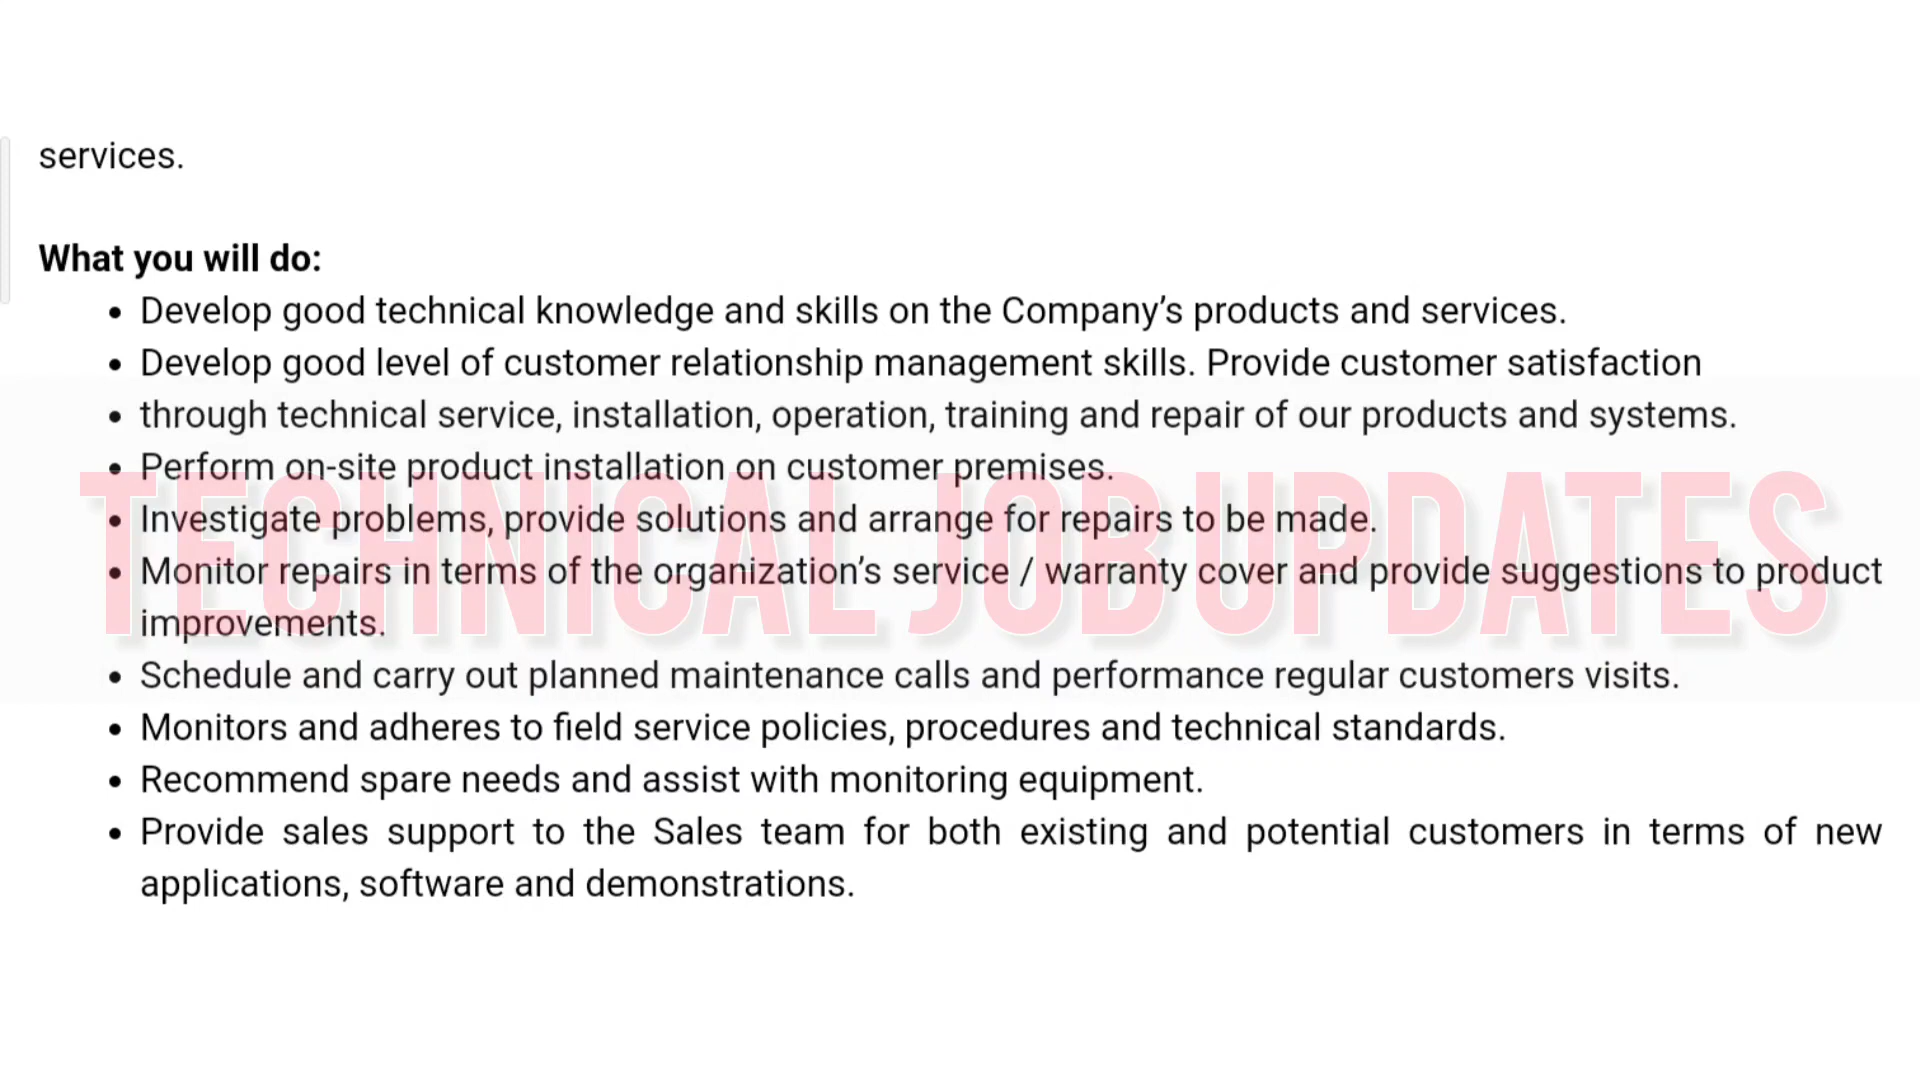 services.
What you will do:
• Develop good technical knowledge and skills on the Company’s products and services.
• Develop good level of customer relationship management skills. Provide customer satisfaction
• through technical service, installation, operation, training and repair of our products and systems.
• Perform on-site product installation on customer premises.
• Investigate problems, provide solutions and arrange for repairs to be made.
• Monitor repairs in terms of the organization’s service / warranty cover and provide suggestions to product
improvements.
TECHNICAL JOB UPDATES
• Schedule and carry out planned maintenance calls and performance regular customers visits.
• Monitors and adheres to field service policies, procedures and technical standards.
• Recommend spare needs and assist with monitoring equipment.
• Provide sales support to the Sales team for both existing and potential customers in terms of new
applications, software and demonstrations.